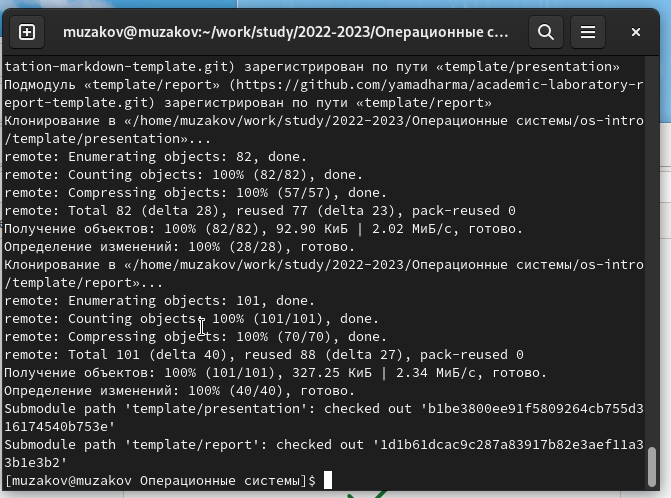 muzakov@muzakov:~/work/study/2022-2023/Операционные с...
tation-markdown-template.git) зарегистрирован по пути «template/presentation»
Подмодуль «template/report» (https://github.com/yamadharma/academic-laboratory-r
eport-template.git) зарегистрирован по пути «template/report»
Клонирование в «/home/muzakov/work/study/2022-2023/Операционные системы/os-intro
/template/presentation»...
remote: Enumerating objects: 82, done.
remote: Counting objects: 100% (82/82), done.
remote: Compressing objects: 100% (57/57), done.
remote: Total 82 (delta 28), reused 77 (delta 23), pack-reused 0
Получение объектов: 100% (82/82), 92.90 КиБ | 2.02 МиБ/с, готово.
Определение изменений: 100% (28/28), готово.
Клонирование в «/home/muzakov/work/study/2022-2023/Операционные системы/os-intro
/template/report»...
remote: Enumerating objects: 101, done.
remote: Counting objects: 100% (101/101), done.
remote: Compressing objects: 100% (70/70), done.
remote: Total 101 (delta 40), reused 88 (delta 27), pack-reused 0
Получение объектов: 100% (101/101), 327.25 КиБ | 2.34 МиБ/с, готово.
Определение изменений: 100% (40/40), готово.
Submodule path 'template/presentation': checked out 'b1be3800ee91f5809264cb755d3
16174540b753e'
Submodule path 'template/report': checked out '1d1b61dcac9c287a83917b82e3aef11a3
3b1e3b2'
[muzakov@muzakov Операционные системы]$